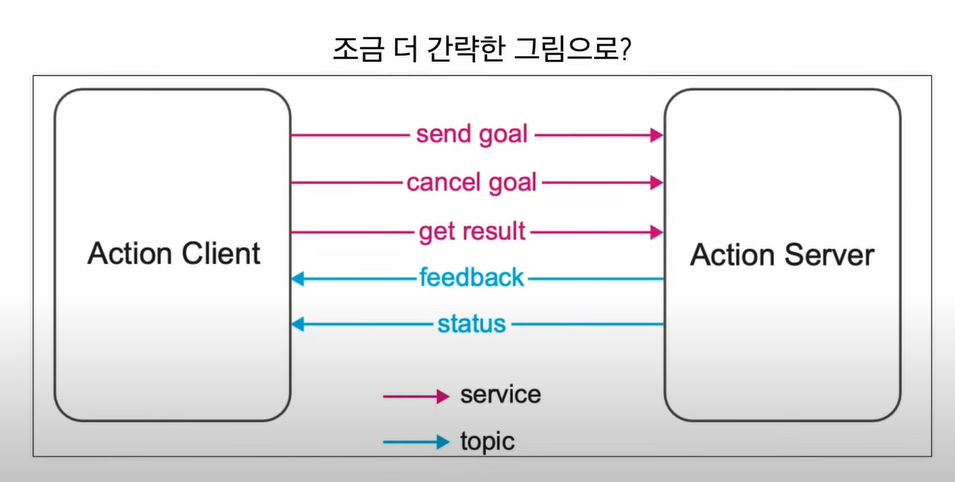 조금 더 간략한 그림으로?
send goal
cancel goal
get result
Action Client
Action Server
feedback
status
service
topic